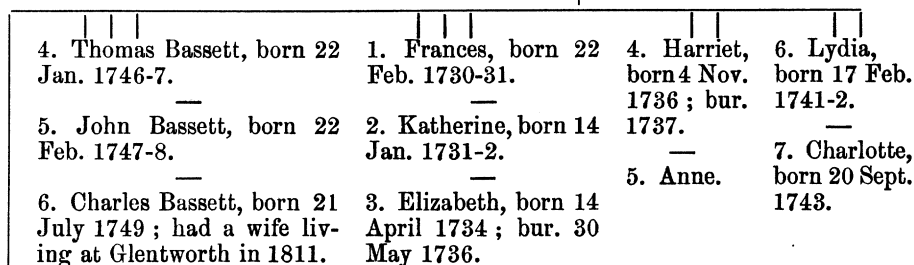 4. Thomas Bassett, born 22
Jan. 1746-7.
—
5. John Bassett, born 22
Feb. 1747-8.
—
6. Charles Bassett, born 21
July 1749 ; had a wife liv-
ing at Glentworth in 1811.
1. Frances, born 22
Feb. 1730-31.
—
2. Katherine, born 14
Jan. 1731-2.
—
3. Elizabeth, born 14
April 1734 ; bur. 30
May 1736.
4. Harriet,
born 4 Nov.
1736 ; bur.
1737.
—
5. Anne.
6. Lydia,
born 17 Feb.
1741-2.
—
7. Charlotte,
born 20 Sept.
1743.